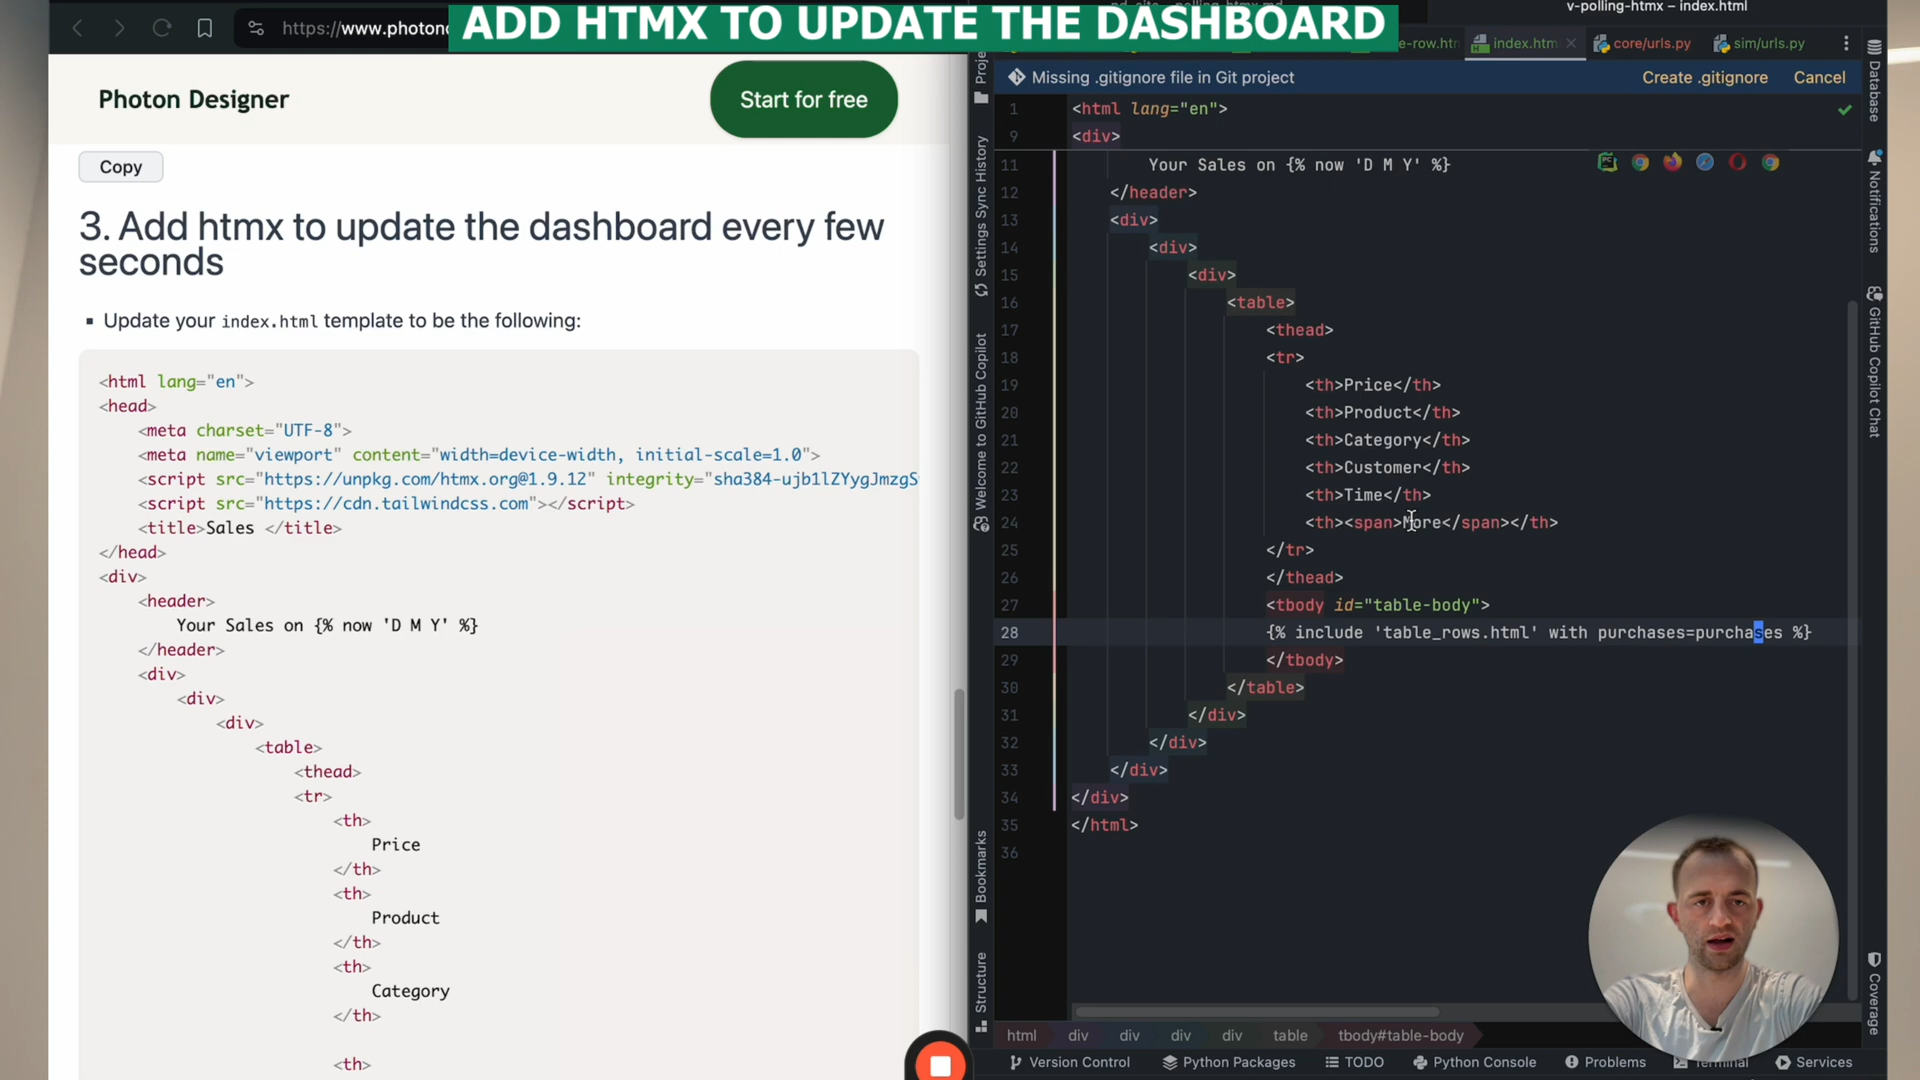 ADD HTMX TO UPDATE THE DASHBOARD
https://www.photon
Photon Designer
Start for free
Copy
3. Add htmx to update the dashboard every few
seconds
Update your index.html template to be the following:
<html lang="en">
<head>
<meta charset="UTF-8">
<meta name="viewport" content="width=device-width, initial-scale=1.0">
<script src="https://unpkg.com/htmx.org@1.9.12" integrity="sha384-ujb1lZYygJmzgS
<script src="https://cdn.tailwindcss.com"></script>
<title>Sales </title>
</head>
<div>
<header>
Your Sales on {% now 'D M Y' %}
</header>
<div>
<div>
<div>
<table>
<thead>
<tr>
<th>
Price
</th>
<th>
Product
</th>
<th>
Category
</th>
<th>
v-polling-htmx – index.html
e-row.htm
index.htm
core/urls.py
sim/urls.py
Missing .gitignore file in Git project
Create .gitignore
Cancel
1 <html lang="en">
9 <div>
11 Your Sales on {% now 'D M Y' %}
12 </header>
13 <div>
14 <div>
15 <div>
16 <table>
17 <thead>
18 <tr>
19 <th>Price</th>
20 <th>Product</th>
21 <th>Category</th>
22 <th>Customer</th>
23 <th>Time</th>
24 <th><span>More</span></th>
25 </tr>
26 </thead>
27 <tbody id="table-body">
28 {% include 'table_rows.html' with purchases=purchases %}
29 </tbody>
30 </table>
31 </div>
32 </div>
33 </div>
34 </div>
35 </html>
36
html
div
div
div
div
table
tbody#table-body
Version Control
Python Packages
TODO
Python Console
Problems
Terminal
Services
Proje
Settings Sync History
Welcome to GitHub Copilot
Bookmarks
Structure
Database
Notifications
GitHub Copilot Chat
Coverage